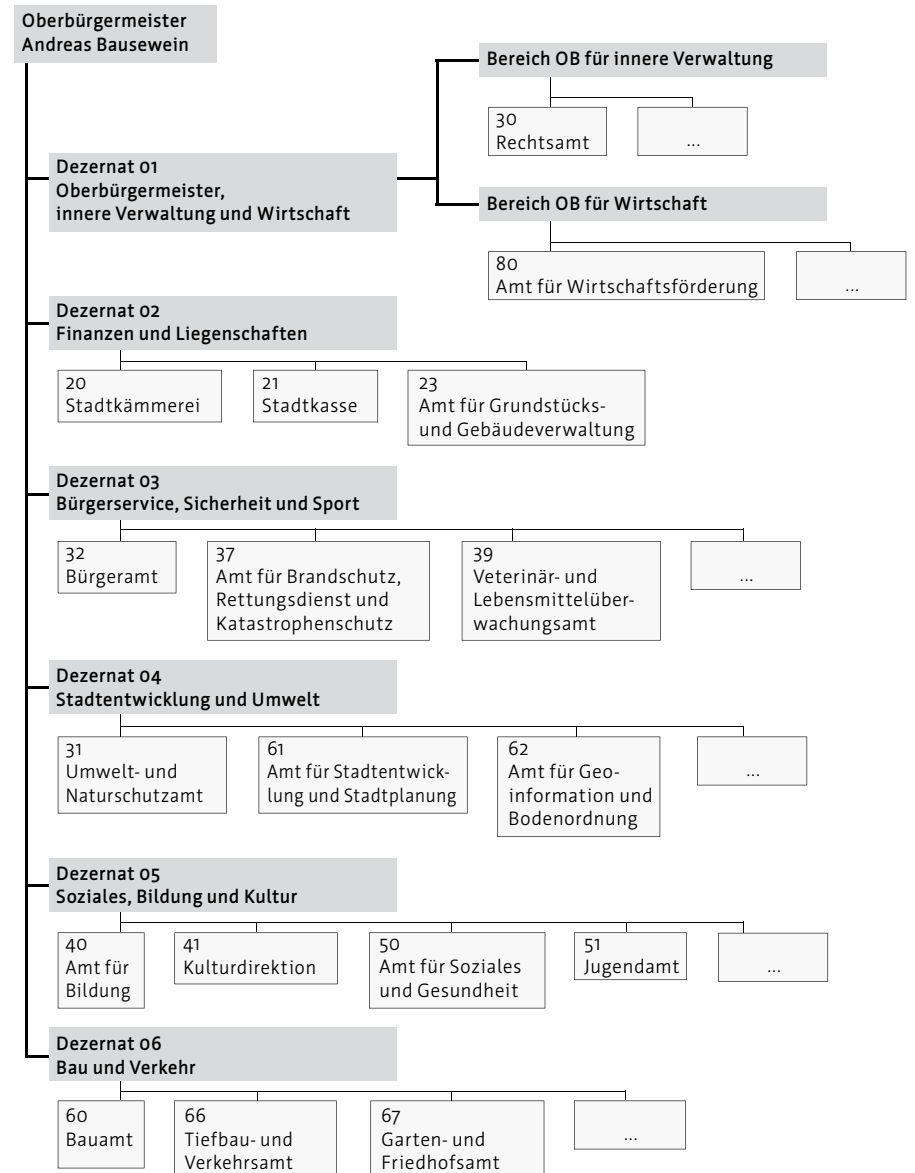 Oberbürgermeister
Andreas Bausewein
Bereich OB für innere Verwaltung
30
Rechtsamt
...
Dezernat 01
Oberbürgermeister,
innere Verwaltung und Wirtschaft
Bereich OB für Wirtschaft
80
Amt für Wirtschaftsförderung
...
Dezernat 02
Finanzen und Liegenschaften
20
Stadtkämmerei
21
Stadtkasse
23
Amt für Grundstücks-
und Gebäudeverwaltung
Dezernat 03
Bürgerservice, Sicherheit und Sport
32
Bürgeramt
37
Amt für Brandschutz,
Rettungsdienst und
Katastrophenschutz
39
Veterinär- und
Lebensmittelüber-
wachungsamt
...
Dezernat 04
Stadtentwicklung und Umwelt
31
Umwelt- und
Naturschutzamt
61
Amt für Stadtentwick-
lung und Stadtplanung
62
Amt für Geo-
information und
Bodenordnung
...
Dezernat 05
Soziales, Bildung und Kultur
40
Amt für
Bildung
41
Kulturdirektion
50
Amt für Soziales
und Gesundheit
51
Jugendamt
...
Dezernat 06
Bau und Verkehr
60
Bauamt
66
Tiefbau- und
Verkehrsamt
67
Garten- und
Friedhofsamt
...